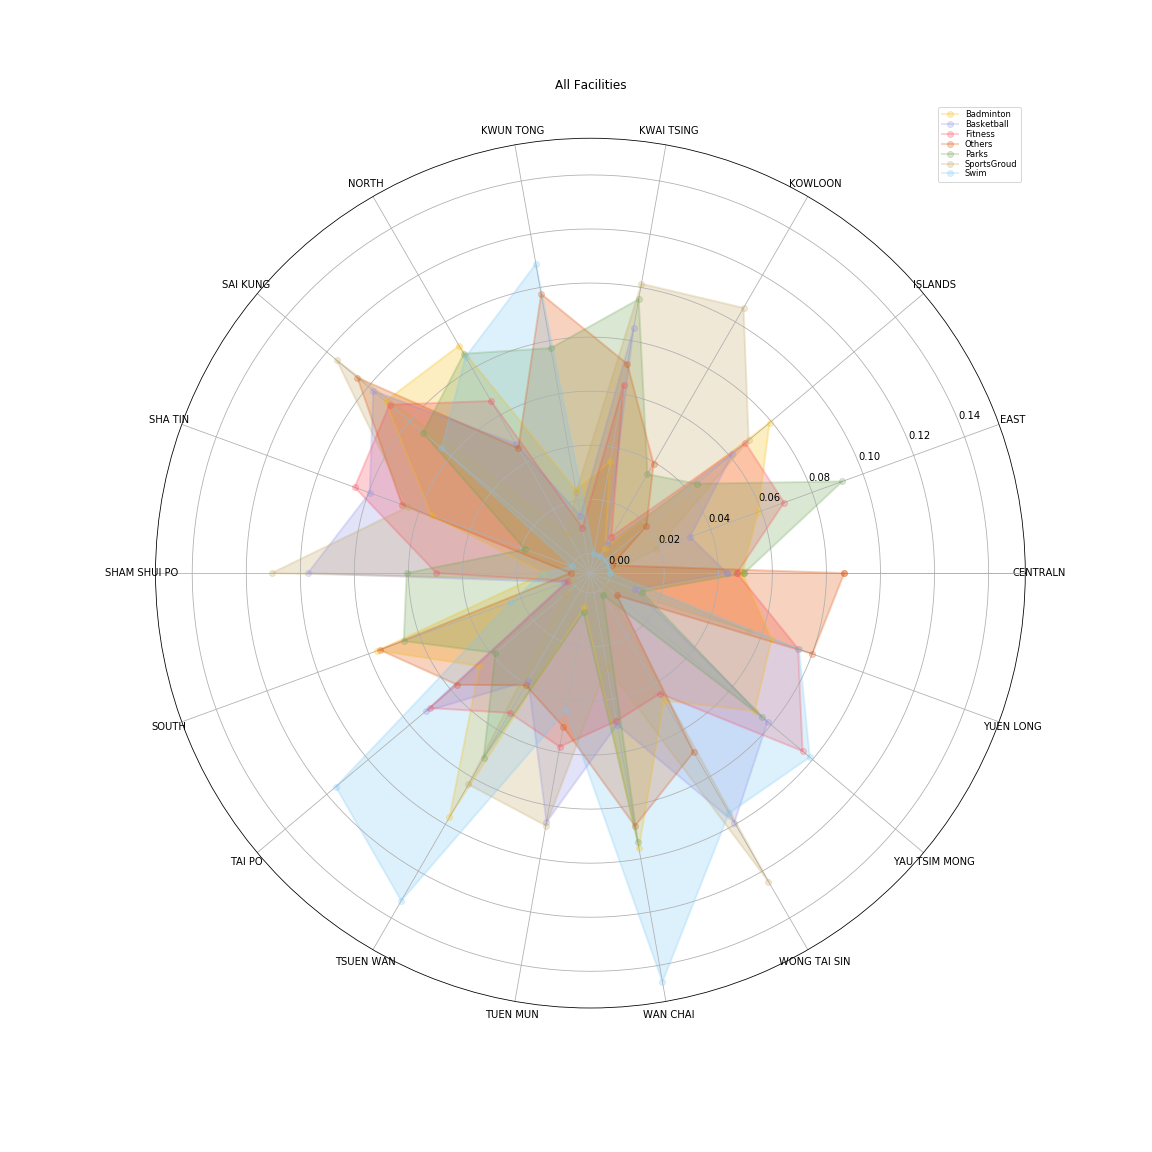 All Facilities
Badminton
Basketball
Fitness
Others
Parks
SportsGroud
Swim
KWUN TONG
KWAI TSING
NORTH
KOWLOON
SAI KUNG
ISLANDS
SHA TIN
EAST
0.14
0.12
0.10
0.08
0.06
0.04
0.02
0.00
SHAM SHUI PO
CENTRALN
SOUTH
YUEN LONG
TAI PO
YAU TSIM MONG
TSUEN WAN
WONG TAI SIN
TUEN MUN
WAN CHAI